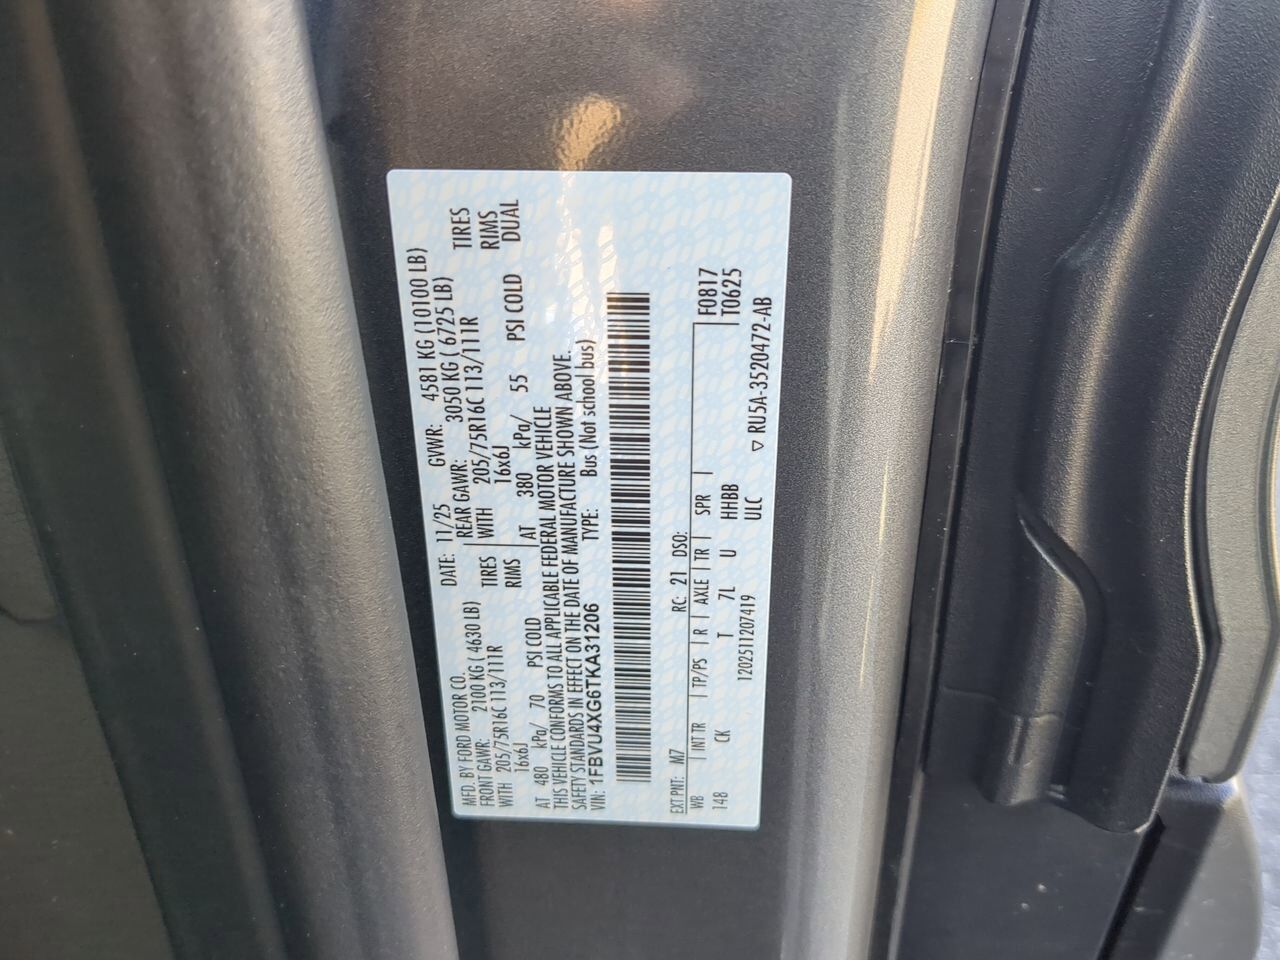 MFD. BY FORD MOTOR CO.
DATE: 11/25 GVWR: 4581 KG (10100 LB)
FRONT GAWR: 2100 KG ( 4630 LB) REAR GAWR: 3050 KG ( 6725 LB)
WITH 205/75R16C 113/111R TIRES WITH 205/75R16C 113/111R TIRES
16x6J RIMS 16x6J RIMS
AT 480 kPa/ 70 PSI COLD AT 380 kPa/ 55 PSI COLD DUAL
THIS VEHICLE CONFORMS TO ALL APPLICABLE FEDERAL MOTOR VEHICLE
SAFETY STANDARDS IN EFFECT ON THE DATE OF MANUFACTURE SHOWN ABOVE.
VIN: 1FBVU4XG6TKA31206 TYPE: Bus (Not school bus)
EXT PNT: M7 RC: 21 DSO:
WB INT TR TP/PS R AXLE TR SPR F0817
148 CK T 7L U HHBB T0625
1202511207419 ULC
▽ RU5A-3520472-AB